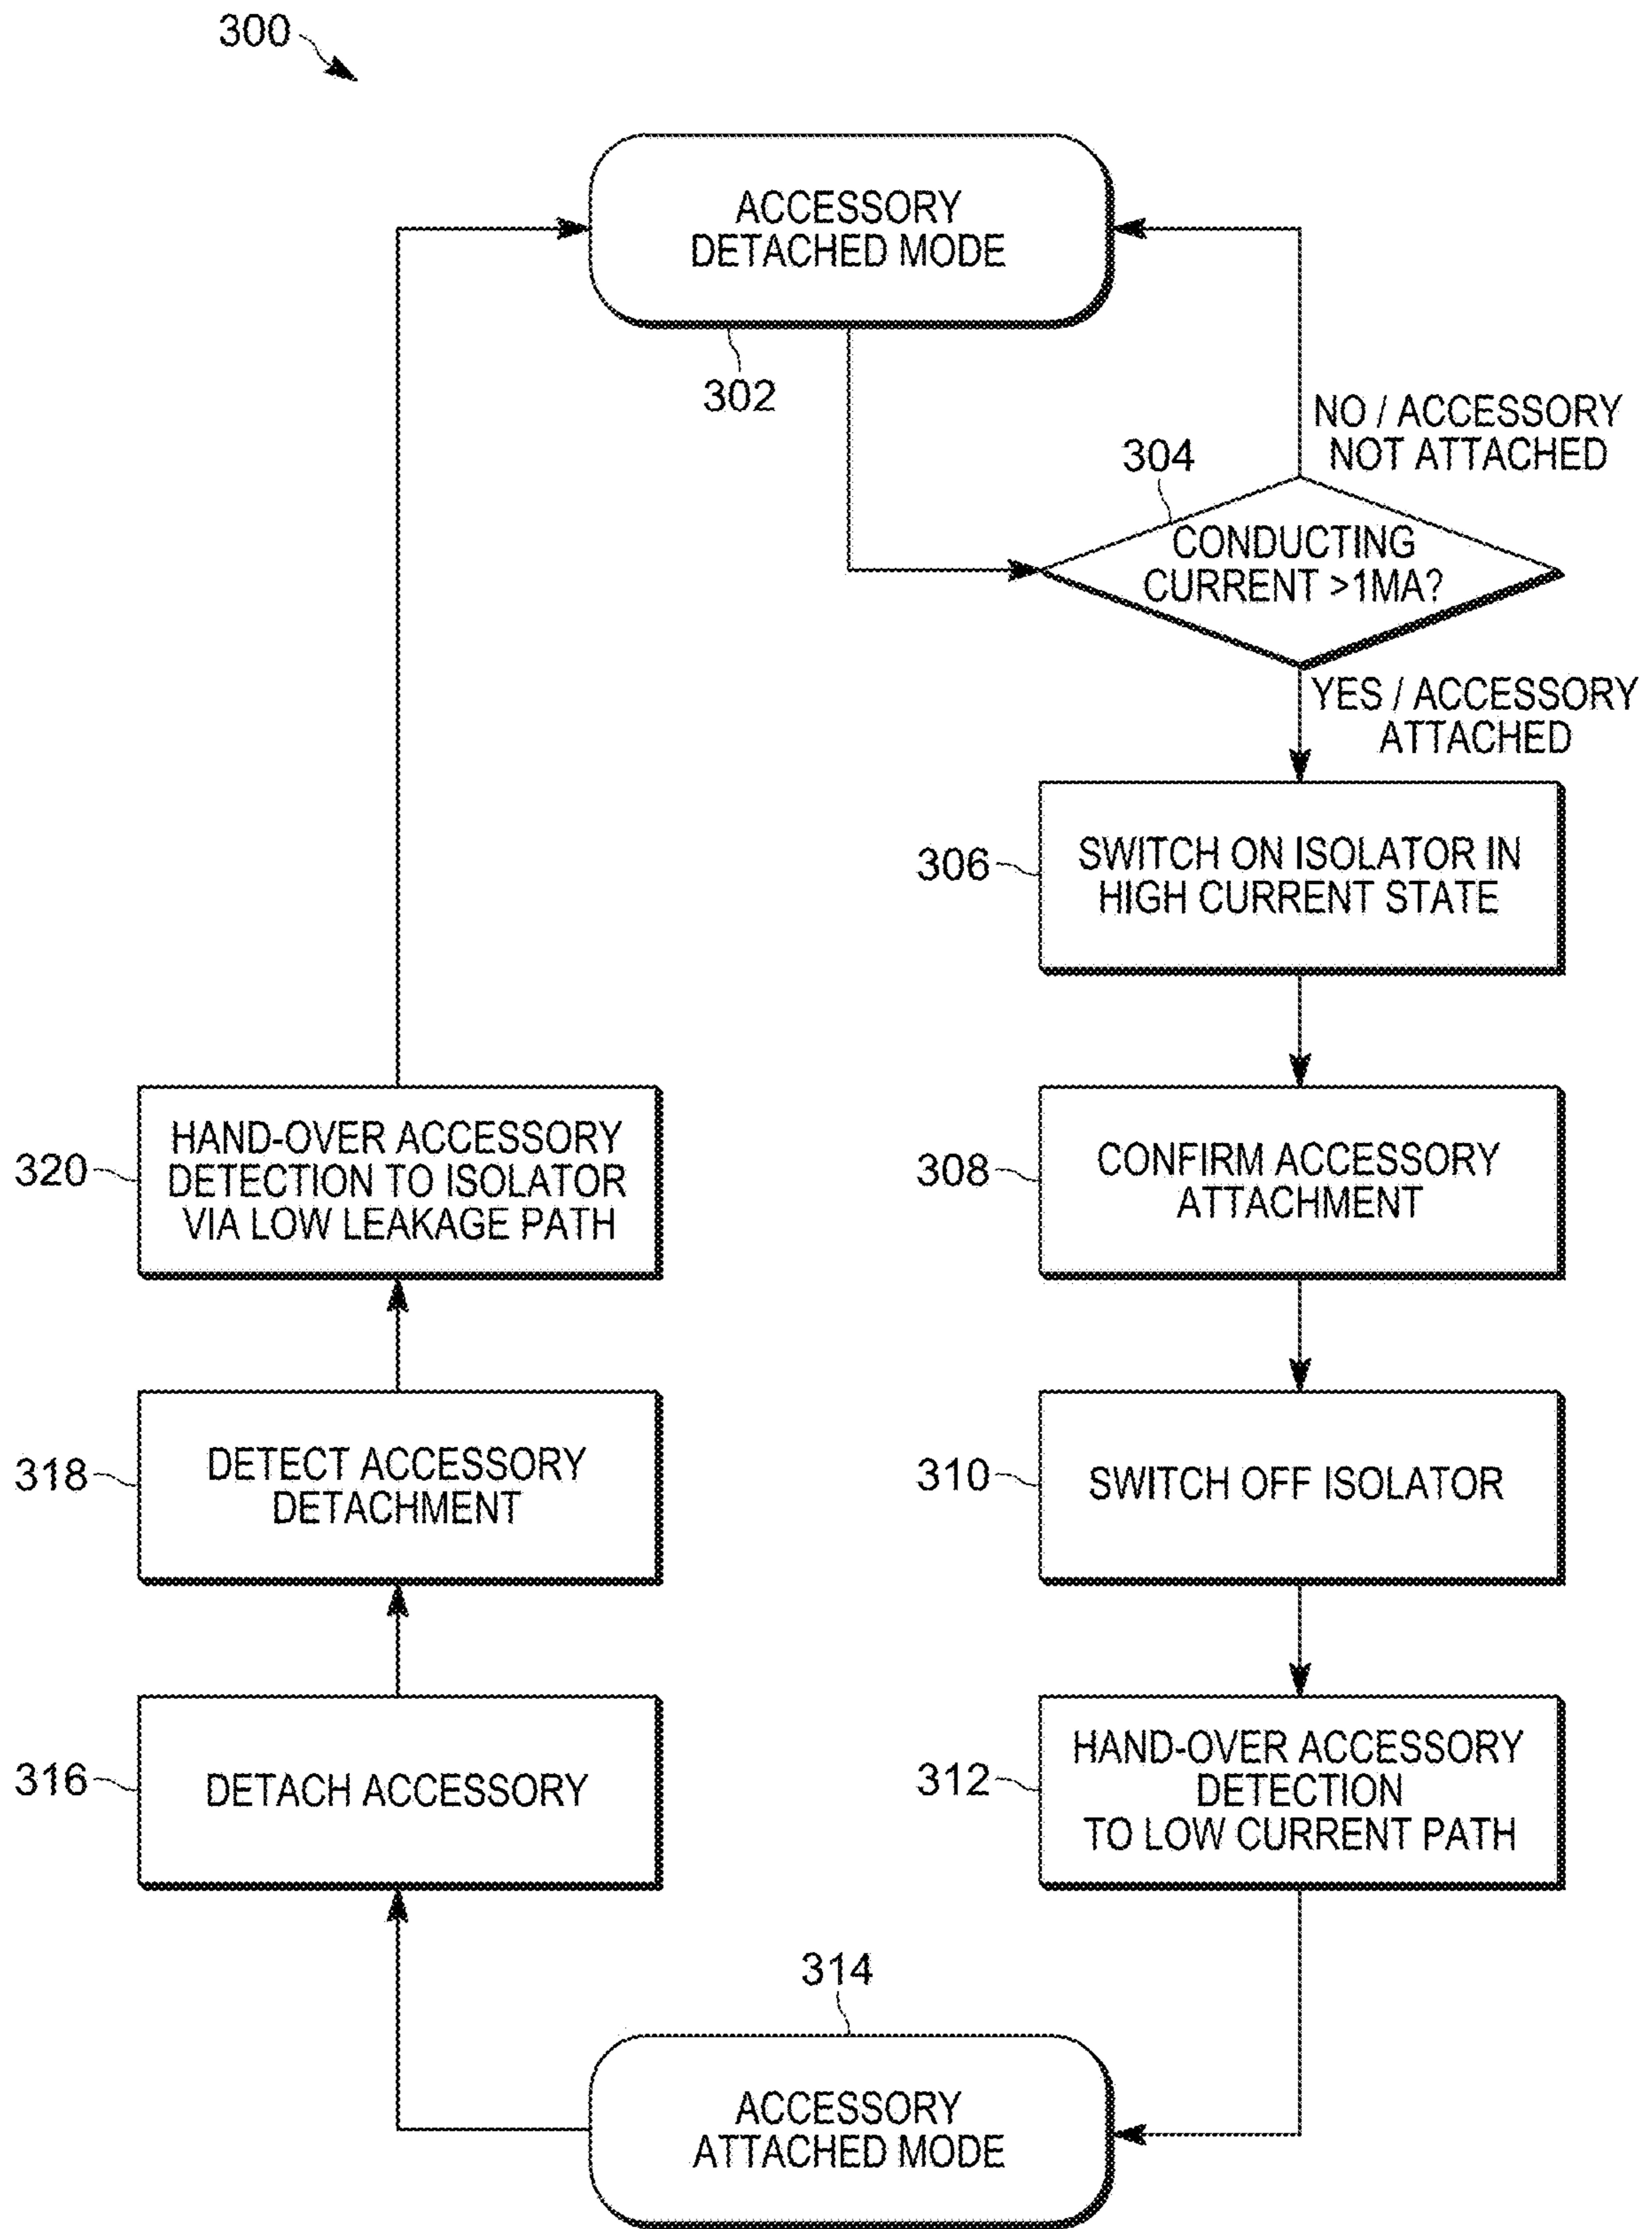 300
ACCESSORY
DETACHED MODE
302
NO / ACCESSORY
NOT ATTACHED
304
CONDUCTING
CURRENT >1MA?
YES / ACCESSORY
ATTACHED
306
SWITCH ON ISOLATOR IN
HIGH CURRENT STATE
308
CONFIRM ACCESSORY
ATTACHMENT
310
SWITCH OFF ISOLATOR
312
HAND-OVER ACCESSORY
DETECTION
TO LOW CURRENT PATH
314
ACCESSORY
ATTACHED MODE
316
DETACH ACCESSORY
318
DETECT ACCESSORY
DETACHMENT
320
HAND-OVER ACCESSORY
DETECTION TO ISOLATOR
VIA LOW LEAKAGE PATH